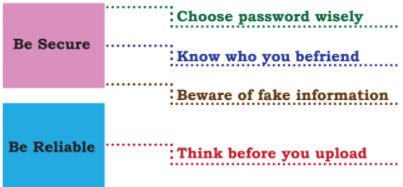 Choose password wisely
Be Secure
Know who you befriend
Beware of fake information
Be Reliable
Think before you upload